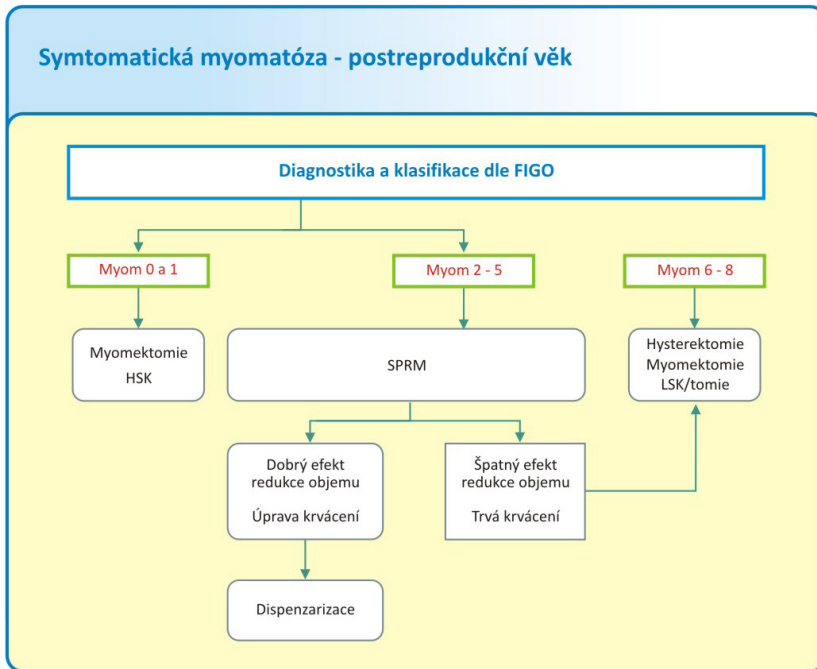 Symtomatická myomatóza - postreprodukční věk
Diagnostika a klasifikace dle FIGO
Myom 0 a 1
Myom 2 - 5
Myom 6 - 8
Myomektomie
HSK
SPRM
Hysterektomie
Myomektomie
LSK/tomie
Dobrý efekt
redukce objemu
Úprava krvácení
Špatný efekt
redukce objemu
Trvá krvácení
Dispenzarizace